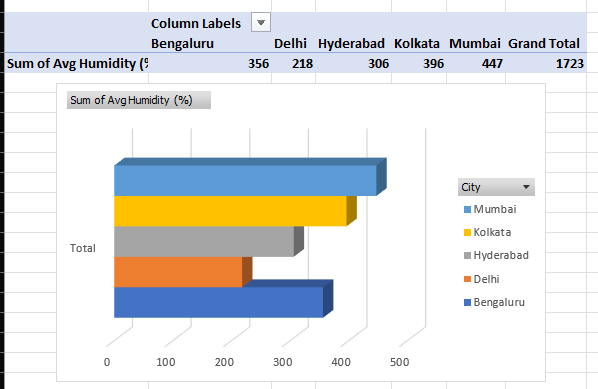 Column Labels
Bengaluru Delhi Hyderabad Kolkata Mumbai Grand Total
Sum of Avg Humidity (% 356 218 306 396 447 1723
Sum of Avg Humidity (%)
City
Mumbai
Kolkata
Hyderabad
Delhi
Bengaluru
Total
0 100 200 300 400 500